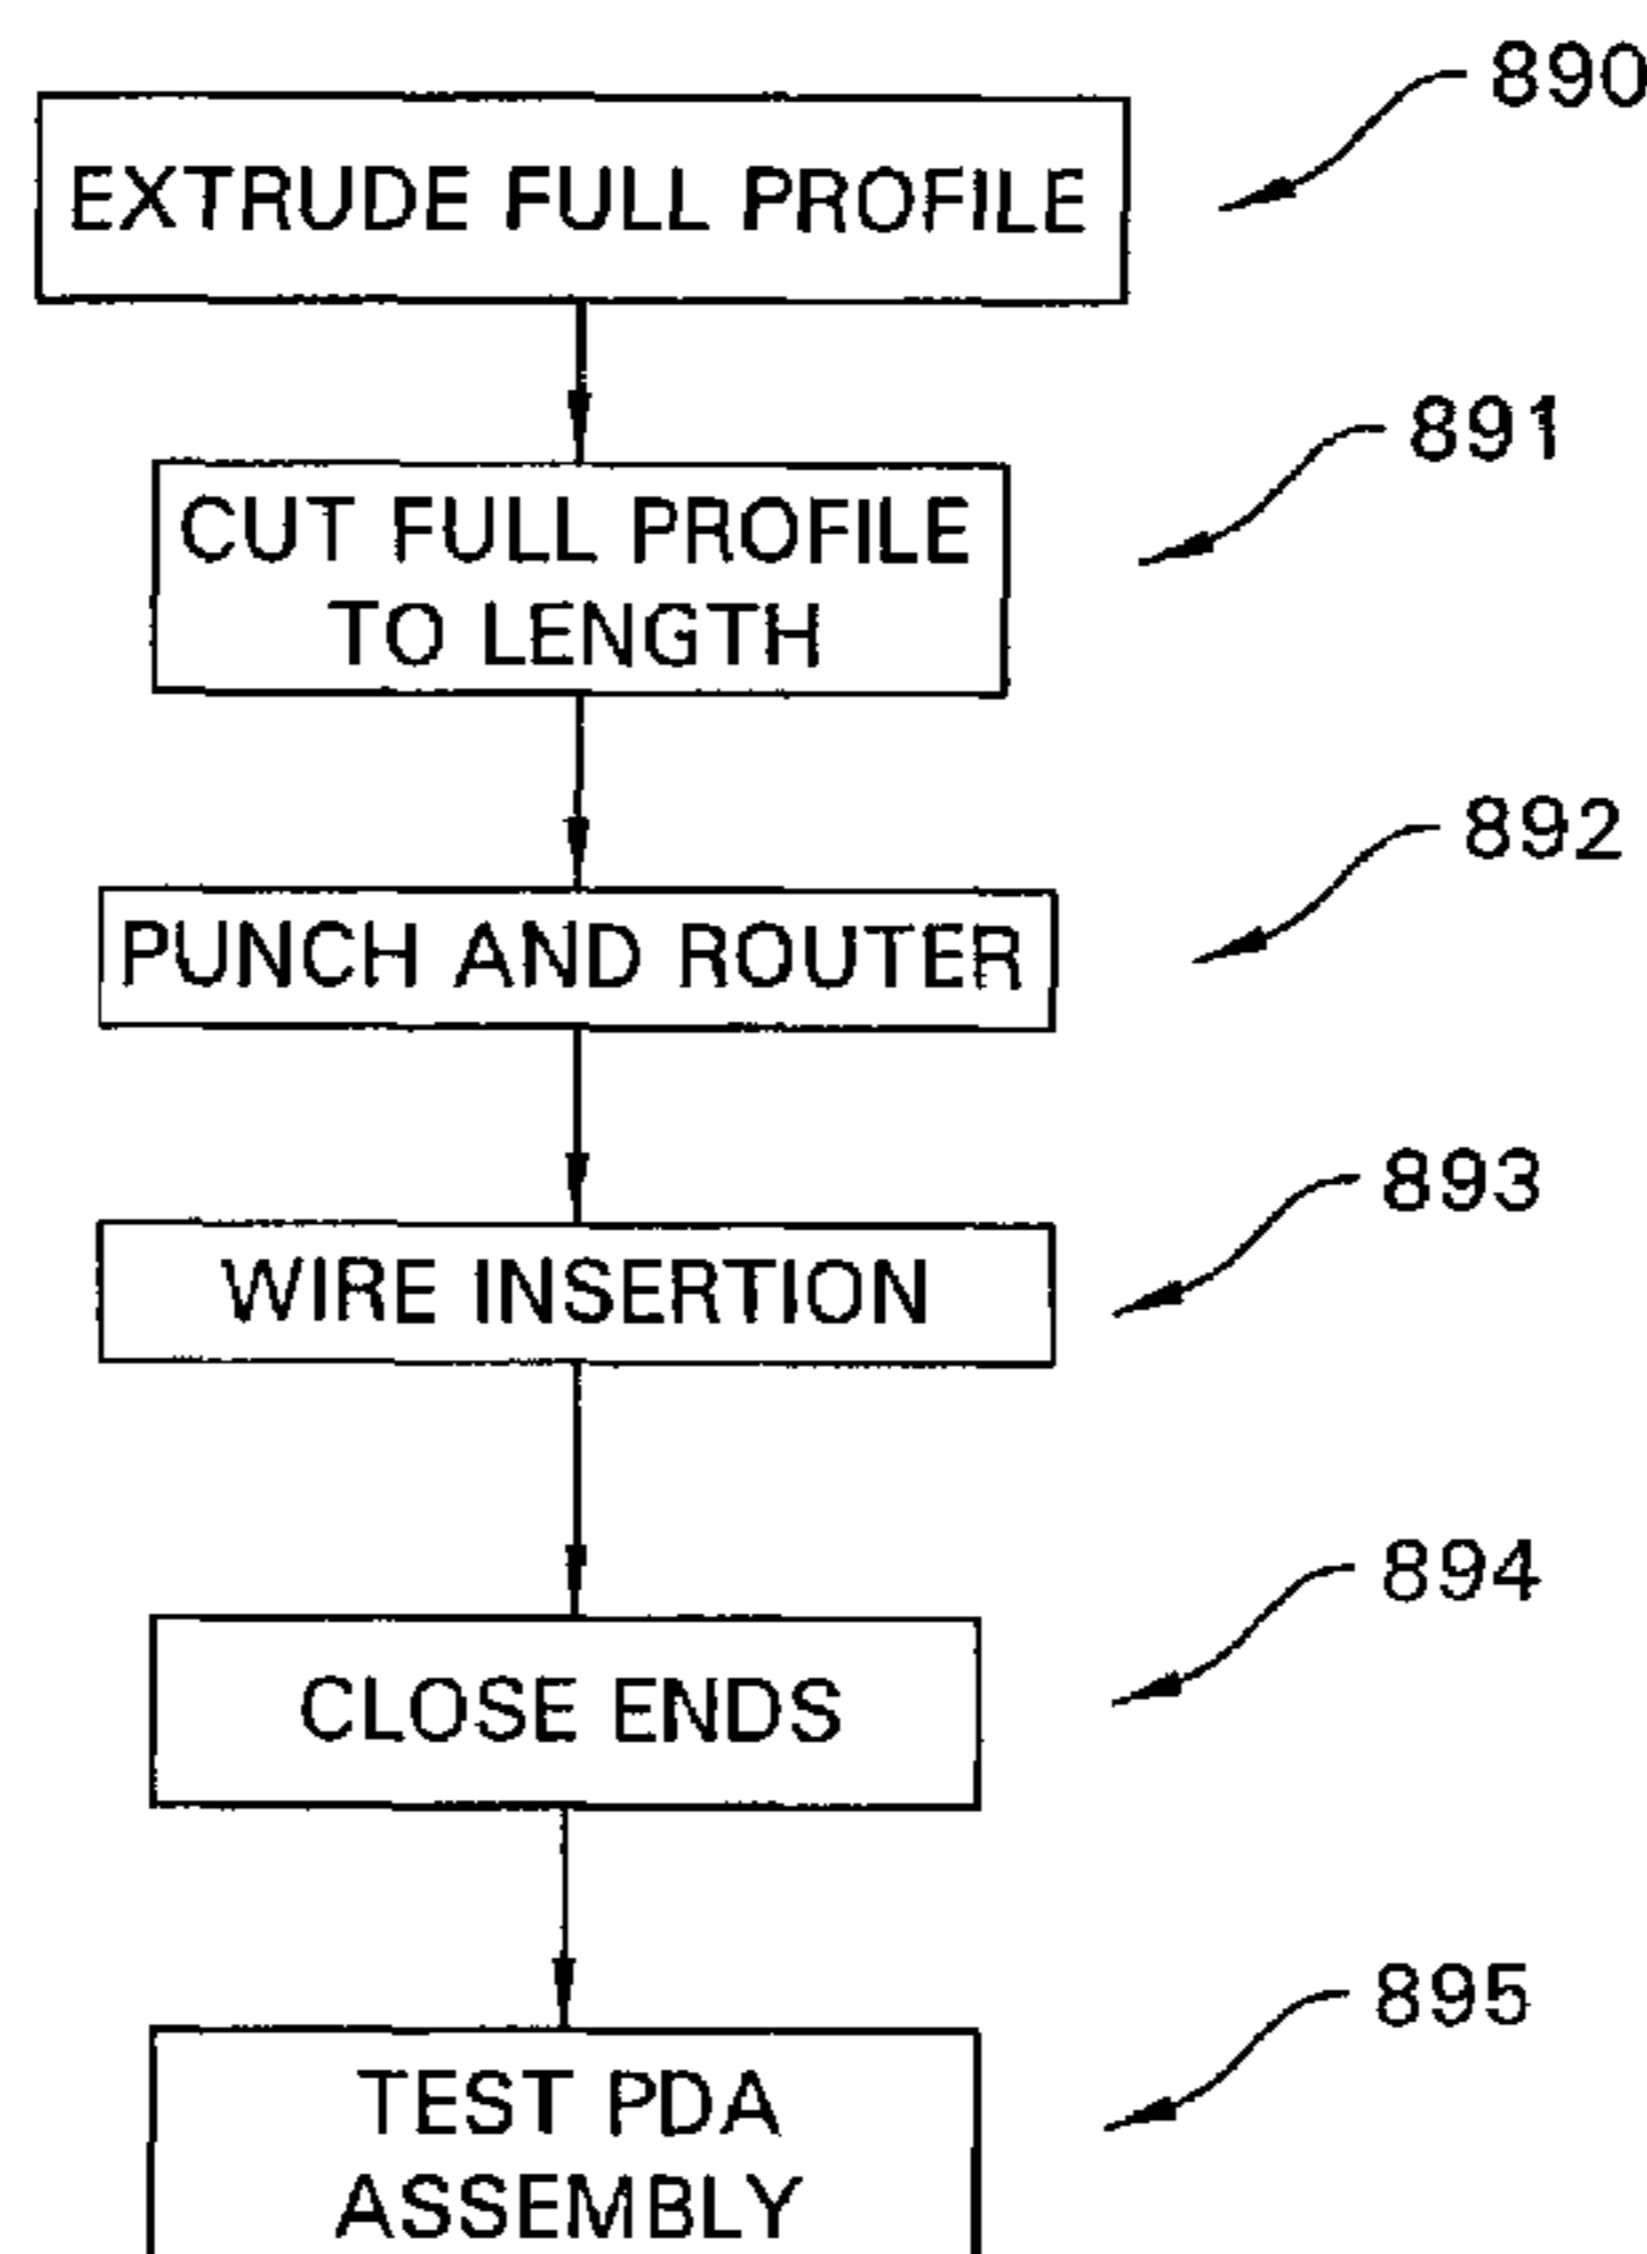 890
EXTRUDE FULL PROFILE
891
CUT FULL PROFILE
TO LENGTH
892
PUNCH AND ROUTER
893
WIRE INSERTION
894
CLOSE ENDS
895
TEST PDA
ASSEMBLY